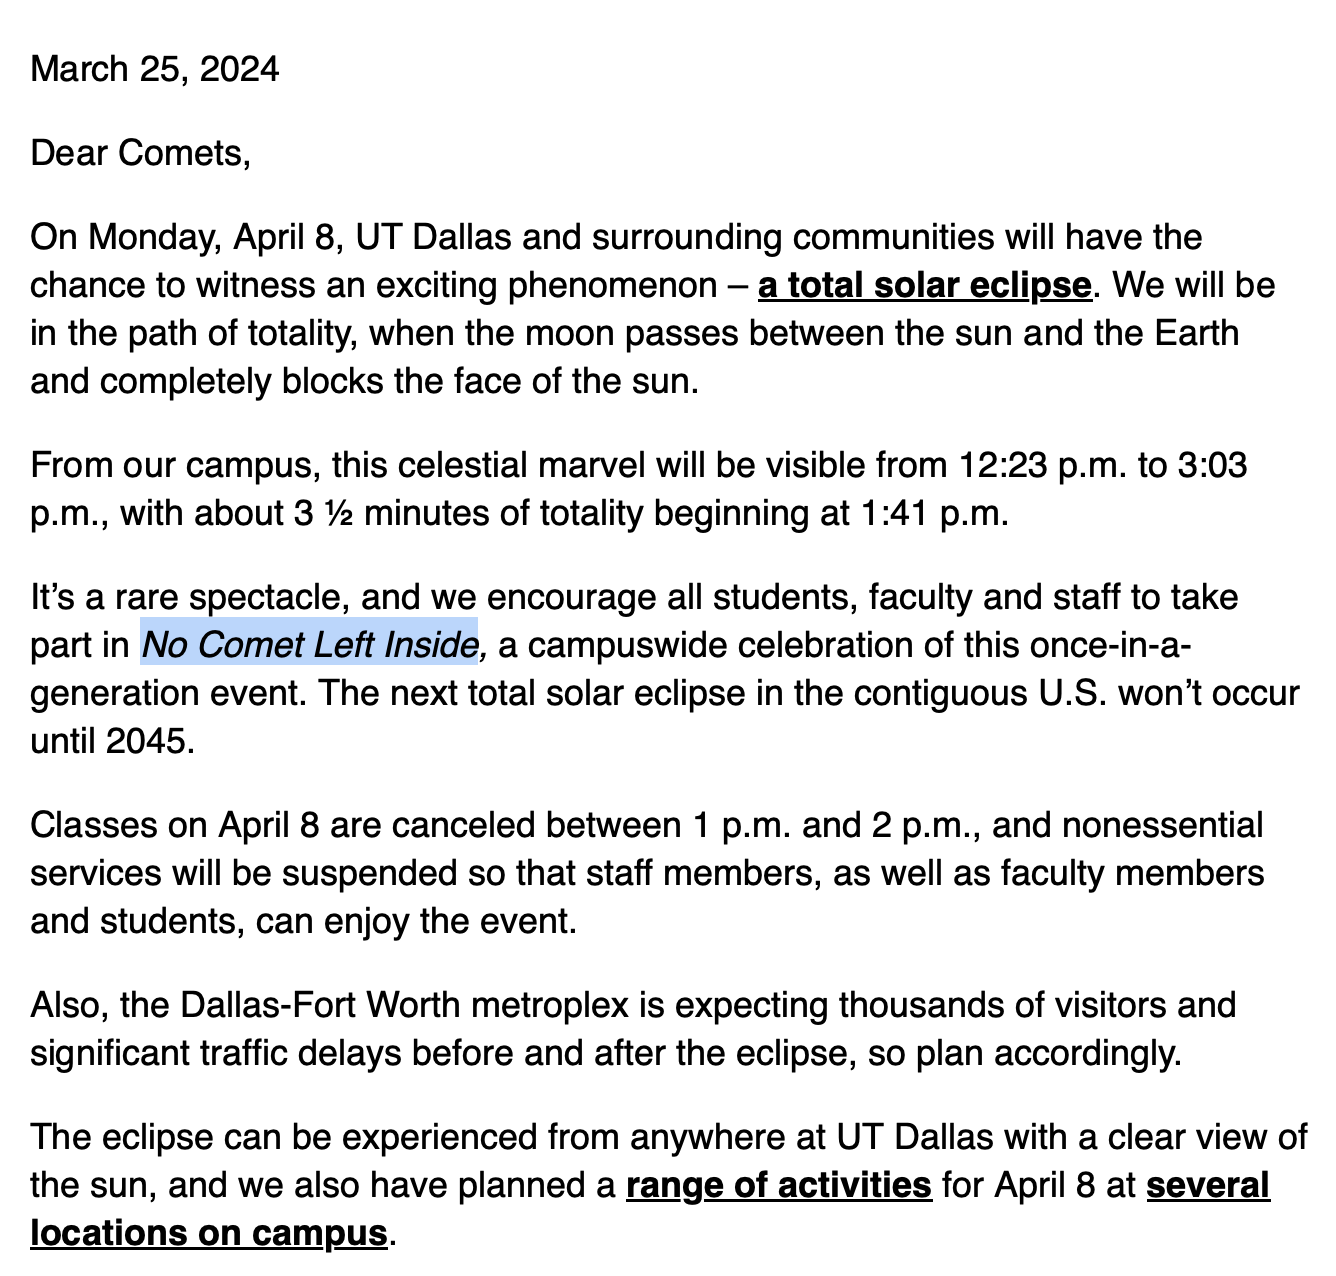 March 25, 2024
Dear Comets,
On Monday, April 8, UT Dallas and surrounding communities will have the
chance to witness an exciting phenomenon – a total solar eclipse. We will be
in the path of totality, when the moon passes between the sun and the Earth
and completely blocks the face of the sun.
From our campus, this celestial marvel will be visible from 12:23 p.m. to 3:03
p.m., with about 3 ½ minutes of totality beginning at 1:41 p.m.
It’s a rare spectacle, and we encourage all students, faculty and staff to take
part in No Comet Left Inside, a campuswide celebration of this once-in-a-
generation event. The next total solar eclipse in the contiguous U.S. won’t occur
until 2045.
Classes on April 8 are canceled between 1 p.m. and 2 p.m., and nonessential
services will be suspended so that staff members, as well as faculty members
and students, can enjoy the event.
Also, the Dallas-Fort Worth metroplex is expecting thousands of visitors and
significant traffic delays before and after the eclipse, so plan accordingly.
The eclipse can be experienced from anywhere at UT Dallas with a clear view of
the sun, and we also have planned a range of activities for April 8 at several
locations on campus.